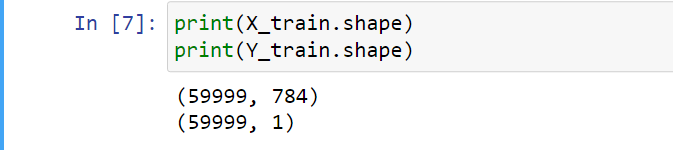 In [7]: print(X_train.shape)
print(Y_train.shape)
(59999, 784)
(59999, 1)